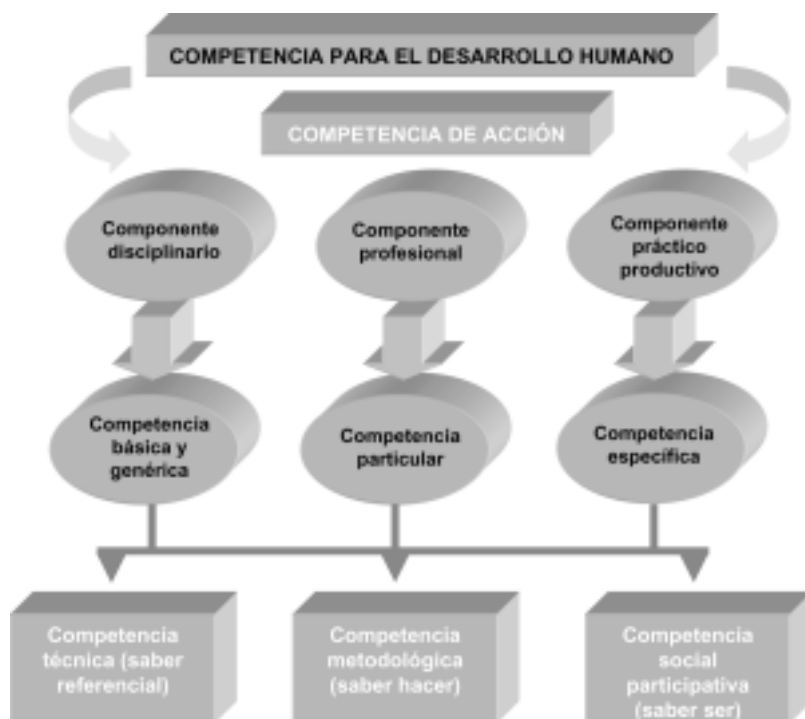 COMPETENCIA PARA EL DESARROLLO HUMANO
COMPETENCIA DE ACCIÓN
Componente
disciplinario
Componente
profesional
Componente
práctico
productivo
Competencia
básica y
genérica
Competencia
particular
Competencia
específica
Competencia
técnica (saber
referencial)
Competencia
metodológica
(saber hacer)
Competencia
social
participativa
(saber ser)